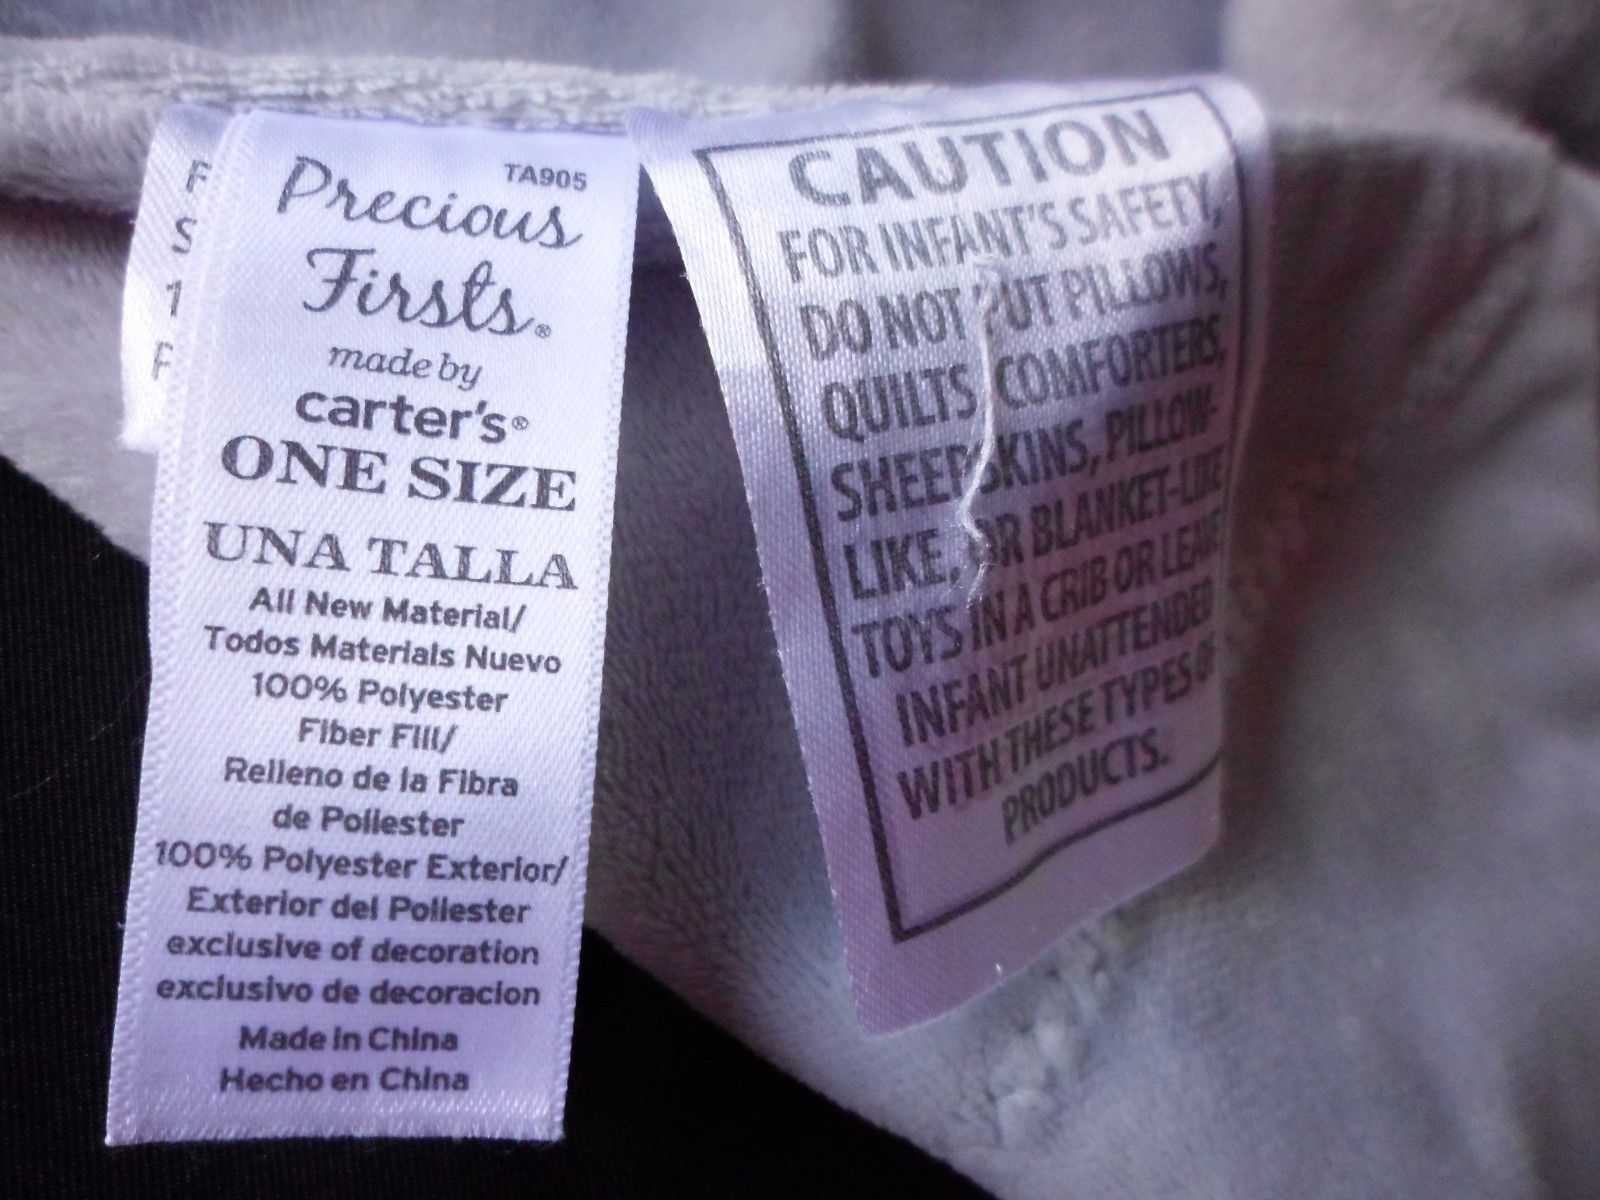 F
S
1
F
TA905
Precious
Firsts®
made by
carter's®
ONE SIZE
UNA TALLA
All New Material/
Todos Materials Nuevo
100% Polyester
Fiber Fill/
Relleno de la Fibra
de Poliester
100% Polyester Exterior/
Exterior del Poliester
exclusive of decoration
exclusivo de decoracion
Made in China
Hecho en China
CAUTION
FOR INFANT'S SAFETY,
DO NOT PUT PILLOWS,
QUILTS, COMFORTERS,
SHEEPSKINS, PILLOW-
LIKE, OR BLANKET-LIKE
TOYS IN A CRIB OR LEAVE
INFANT UNATTENDED
WITH THESE TYPES OF
PRODUCTS.